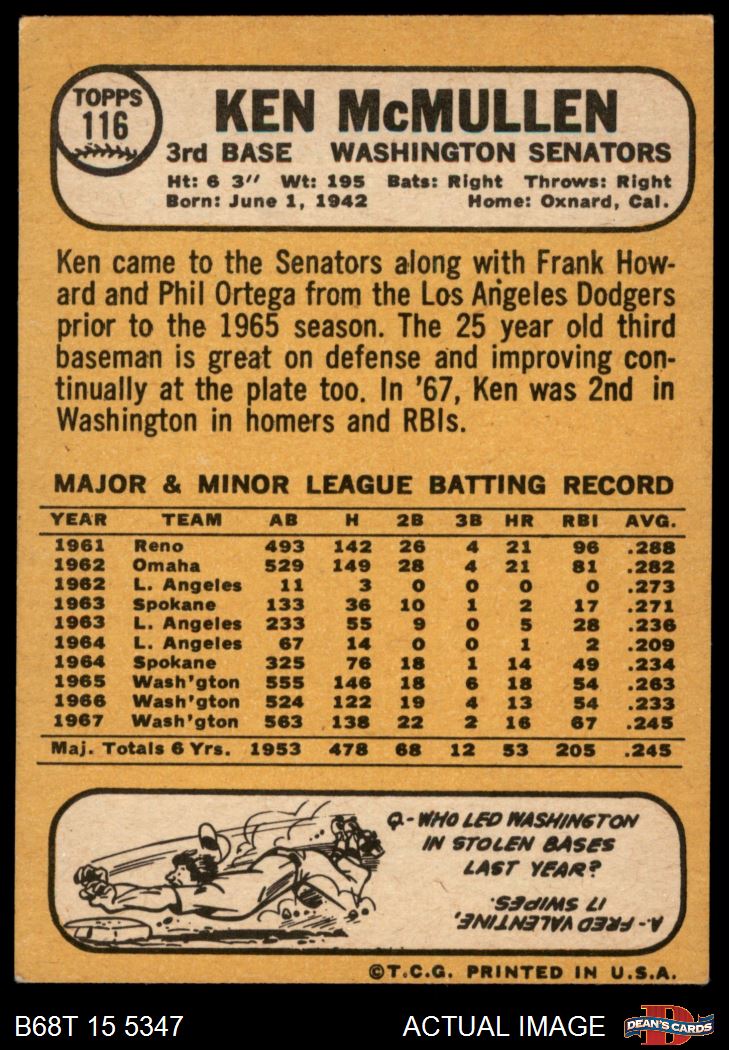 TOPPS
116
KEN McMULLEN
3rd BASE WASHINGTON SENATORS
Ht: 6 3" Wt: 195 Bats: Right Throws: Right
Born: June 1, 1942 Home: Oxnard, Cal.
Ken came to the Senators along with Frank How-
ard and Phil Ortega from the Los Angeles Dodgers
prior to the 1965 season. The 25 year old third
baseman is great on defense and improving con-
tinually at the plate too. In '67, Ken was 2nd in
Washington in homers and RBIs.
MAJOR & MINOR LEAGUE BATTING RECORD
YEAR TEAM AB H 2B 3B HR RBI AVG.
1961 Reno 493 142 26 4 21 96 .288
1962 Omaha 529 149 28 4 21 81 .282
1962 L. Angeles 11 3 0 0 0 0 .273
1963 Spokane 133 36 10 1 2 17 .271
1963 L. Angeles 233 55 9 0 5 28 .236
1964 L. Angeles 67 14 0 0 1 2 .209
1964 Spokane 325 76 18 1 14 49 .234
1965 Wash'gton 555 146 18 6 18 54 .263
1966 Wash'gton 524 122 19 4 13 54 .233
1967 Wash'gton 563 138 22 2 16 67 .245
Maj. Totals 6 Yrs. 1953 478 68 12 53 205 .245
Q.-WHO LED WASHINGTON
IN STOLEN BASES
LAST YEAR?
A.-FRED VALENTINE,
17 SWIPES.
©T.C.G. PRINTED IN U.S.A.
B68T 15 5347 ACTUAL IMAGE
DEAN'S CARDS